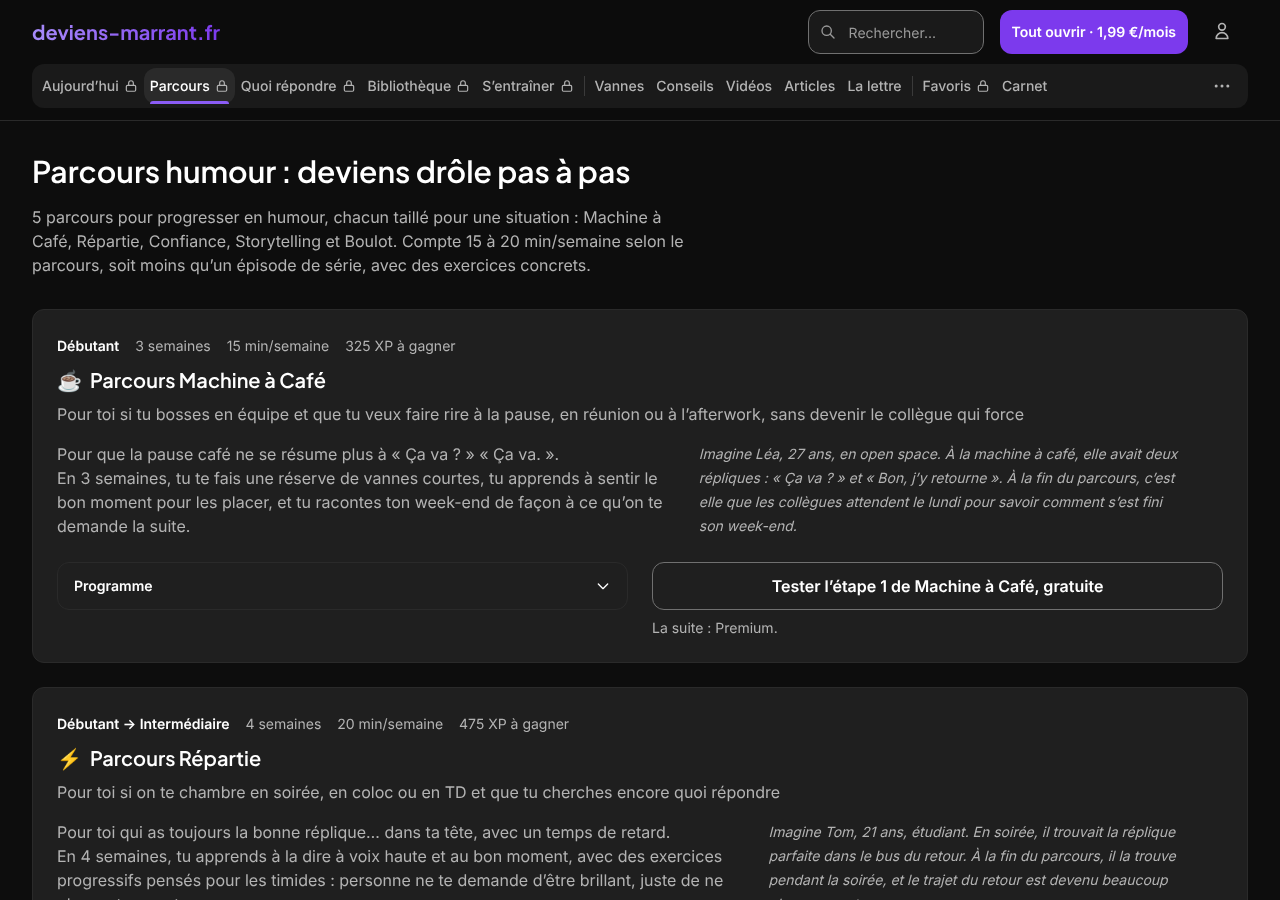 deviens-marrant.fr
Rechercher...
Tout ouvrir · 1,99 €/mois
Aujourd’hui
Parcours
Quoi répondre
Bibliothèque
S’entraîner
Vannes
Conseils
Vidéos
Articles
La lettre
Favoris
Carnet
Parcours humour : deviens drôle pas à pas
5 parcours pour progresser en humour, chacun taillé pour une situation : Machine à
Café, Répartie, Confiance, Storytelling et Boulot. Compte 15 à 20 min/semaine selon le
parcours, soit moins qu’un épisode de série, avec des exercices concrets.
Débutant 3 semaines 15 min/semaine 325 XP à gagner
Parcours Machine à Café
Pour toi si tu bosses en équipe et que tu veux faire rire à la pause, en réunion ou à l’afterwork, sans devenir le collègue qui force
Pour que la pause café ne se résume plus à « Ça va ? » « Ça va. ».
En 3 semaines, tu te fais une réserve de vannes courtes, tu apprends à sentir le
bon moment pour les placer, et tu racontes ton week-end de façon à ce qu’on te
demande la suite.
Imagine Léa, 27 ans, en open space. À la machine à café, elle avait deux
répliques : « Ça va ? » et « Bon, j’y retourne ». À la fin du parcours, c’est
elle que les collègues attendent le lundi pour savoir comment s’est fini
son week-end.
Programme
Tester l’étape 1 de Machine à Café, gratuite
La suite : Premium.
Débutant → Intermédiaire 4 semaines 20 min/semaine 475 XP à gagner
Parcours Répartie
Pour toi si on te chambre en soirée, en coloc ou en TD et que tu cherches encore quoi répondre
Pour toi qui as toujours la bonne réplique… dans ta tête, avec un temps de retard.
En 4 semaines, tu apprends à la dire à voix haute et au bon moment, avec des exercices
progressifs pensés pour les timides : personne ne te demande d’être brillant, juste de ne
Imagine Tom, 21 ans, étudiant. En soirée, il trouvait la réplique
parfaite dans le bus du retour. À la fin du parcours, il la trouve
pendant la soirée, et le trajet du retour est devenu beaucoup